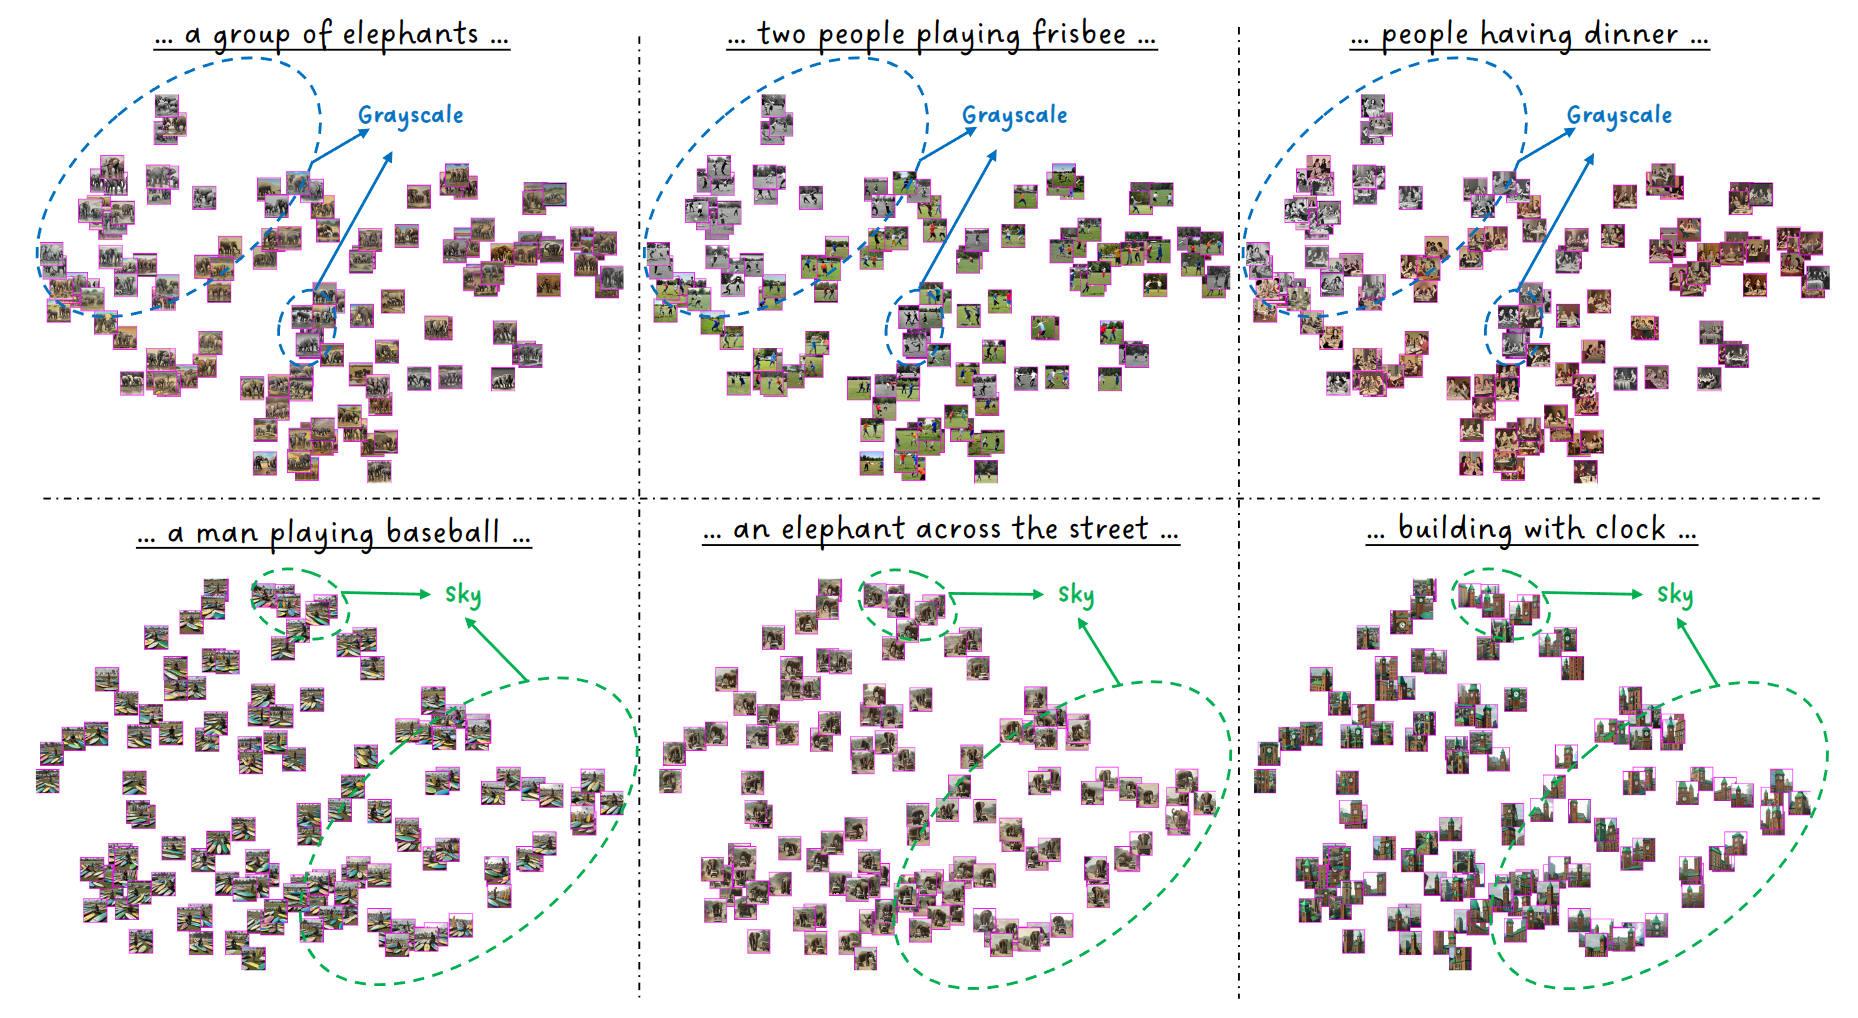 ... a group of elephants ...
... two people playing frisbee ...
... people having dinner ...
Grayscale
Grayscale
Grayscale
... a man playing baseball ...
... an elephant across the street ...
... building with clock ...
Sky
Sky
Sky